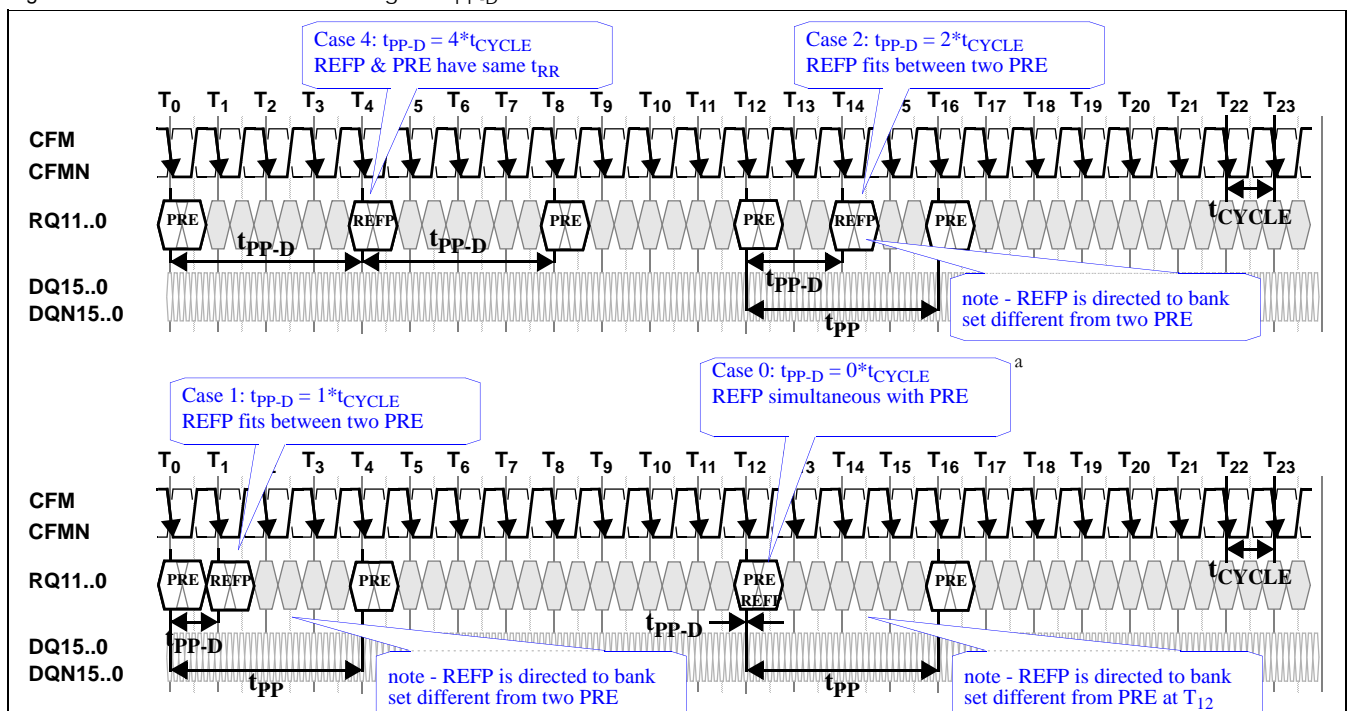 Case 4: tPP-D = 4*tCYCLE
REFP & PRE have same tRR
Case 2: tPP-D = 2*tCYCLE
REFP fits between two PRE
T0 T1 T2 T3 T4 5 T6 T7 T8 T9 T10 T11 T12 T13 T14 5 T16 T17 T18 T19 T20 T21 T22 T23
CFM
CFMN
RQ11..0 PRE REFP PRE PRE REFP PRE tCYCLE
tPP-D tPP-D tPP-D
DQ15..0
DQN15..0
tPP
note - REFP is directed to bank
set different from two PRE
Case 1: tPP-D = 1*tCYCLE
REFP fits between two PRE
Case 0: tPP-D = 0*tCYCLE
REFP simultaneous with PRE
a
T0 T1 T3 T4 T5 T6 T7 T8 T9 T10 T11 T12 3 T14 T15 T16 T17 T18 T19 T20 T21 T22 T23
CFM
CFMN
RQ11..0 PRE REFP PRE PRE REFP PRE tCYCLE
tPP-D tPP-D
DQ15..0
DQN15..0
tPP tPP
note - REFP is directed to bank
set different from two PRE
note - REFP is directed to bank
set different from PRE at T12